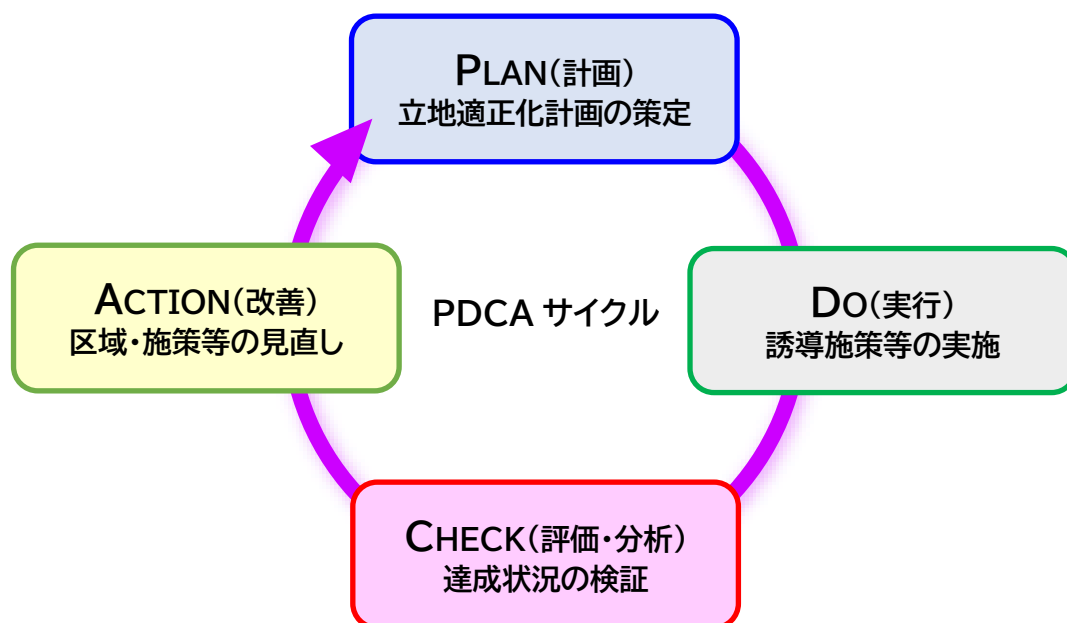 PLAN(計画)
立地適正化計画の策定
ACTION(改善)
区域・施策等の見直し
PDCA サイクル
DO(実行)
誘導施策等の実施
CHECK(評価・分析)
達成状況の検証